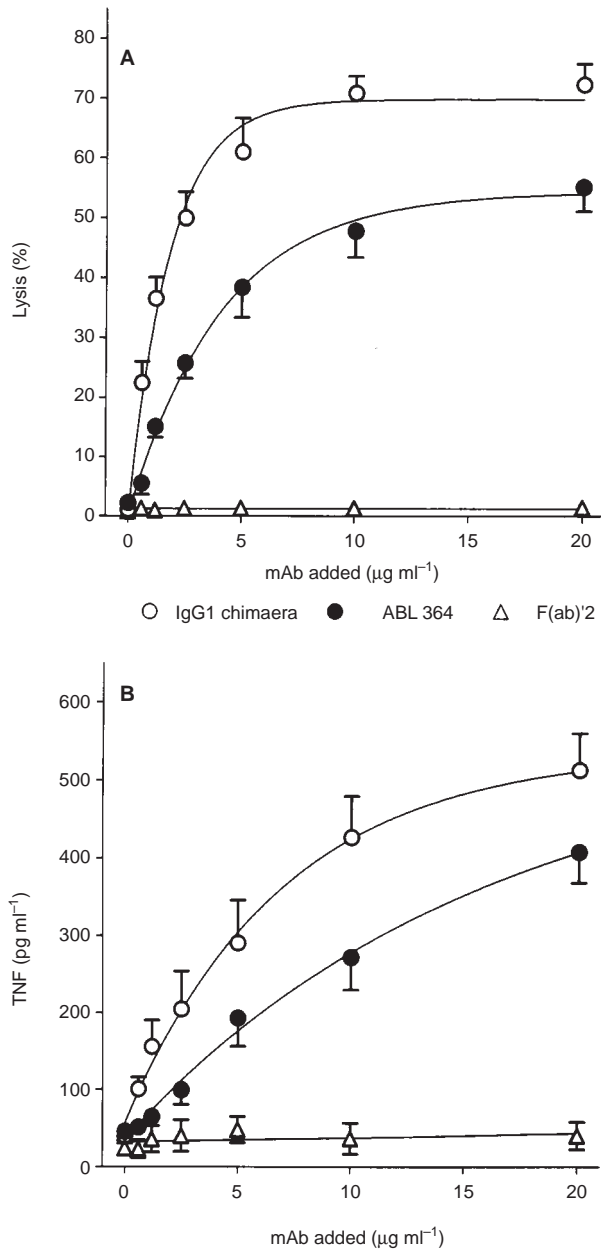 A
80
70
60
50
40
30
20
10
0
Lysis (%)
0 5 10 15 20
mAb added (µg ml⁻¹)
IgG1 chimaera ABL 364 F(ab)'2
B
600
500
400
300
200
100
0
TNF (pg ml⁻¹)
0 5 10 15 20
mAb added (µg ml⁻¹)